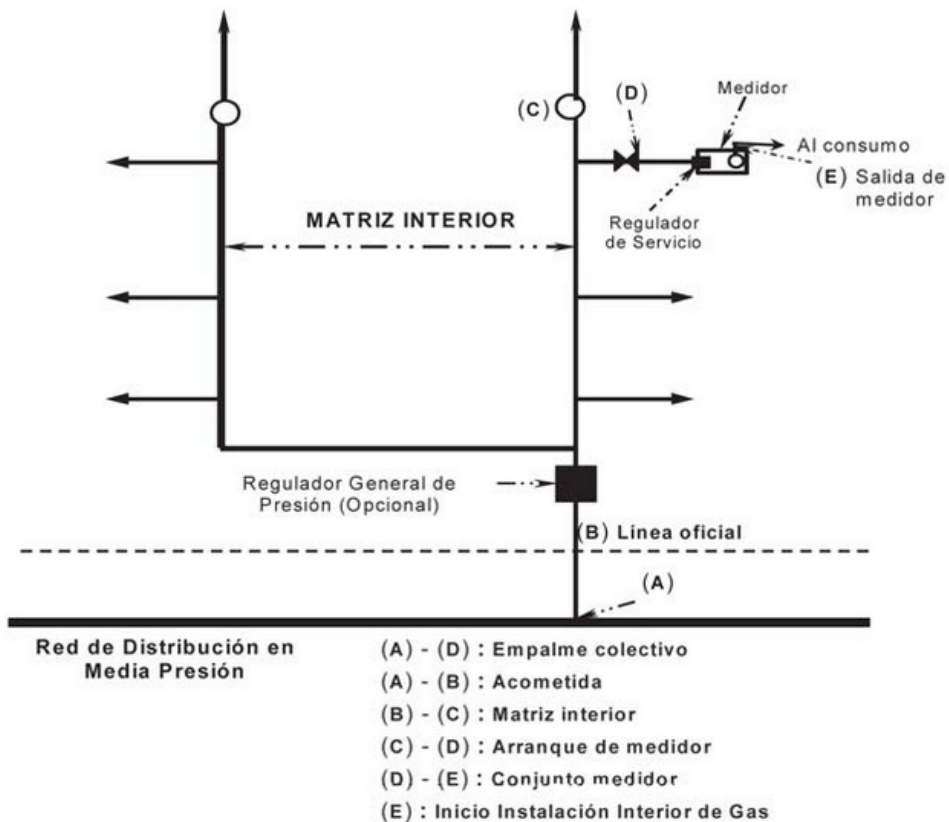 (C)
(D)
Medidor
Al consumo
(E) Salida de
medidor
Regulador
de Servicio
MATRIZ INTERIOR
Regulador General de
Presión (Opcional)
(B) Línea oficial
(A)
Red de Distribución en
Media Presión
(A) - (D) : Empalme colectivo
(A) - (B) : Acometida
(B) - (C) : Matriz interior
(C) - (D) : Arranque de medidor
(D) - (E) : Conjunto medidor
(E) : Inicio Instalación Interior de Gas